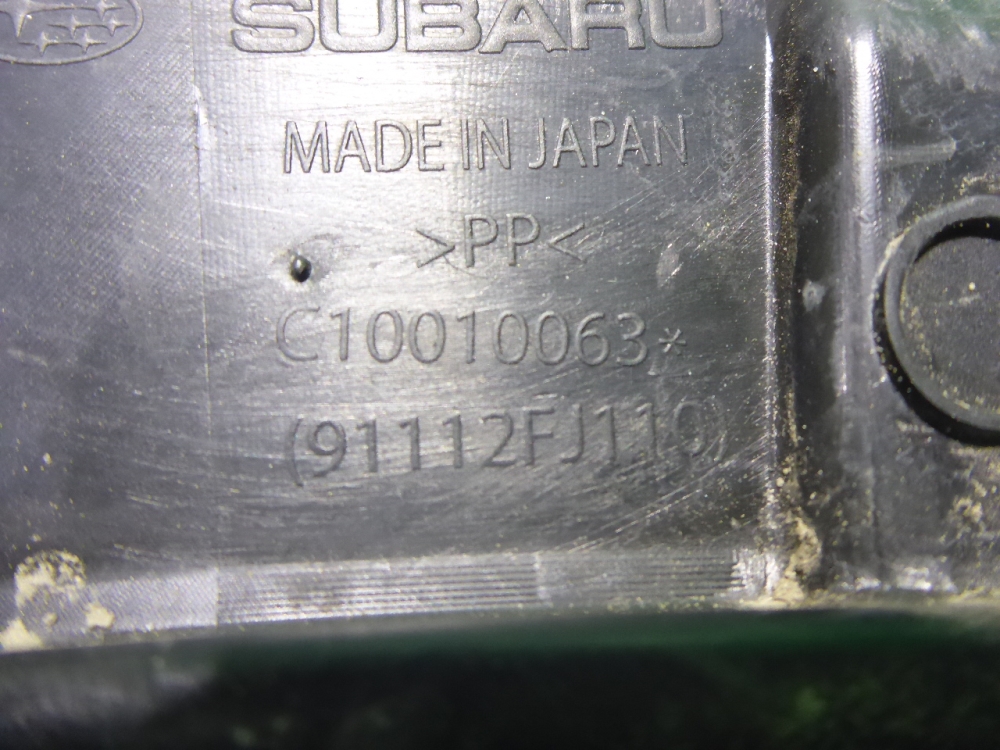 SUBARU
MADE IN JAPAN
>PP<
C10010063*
(91112FJ110)